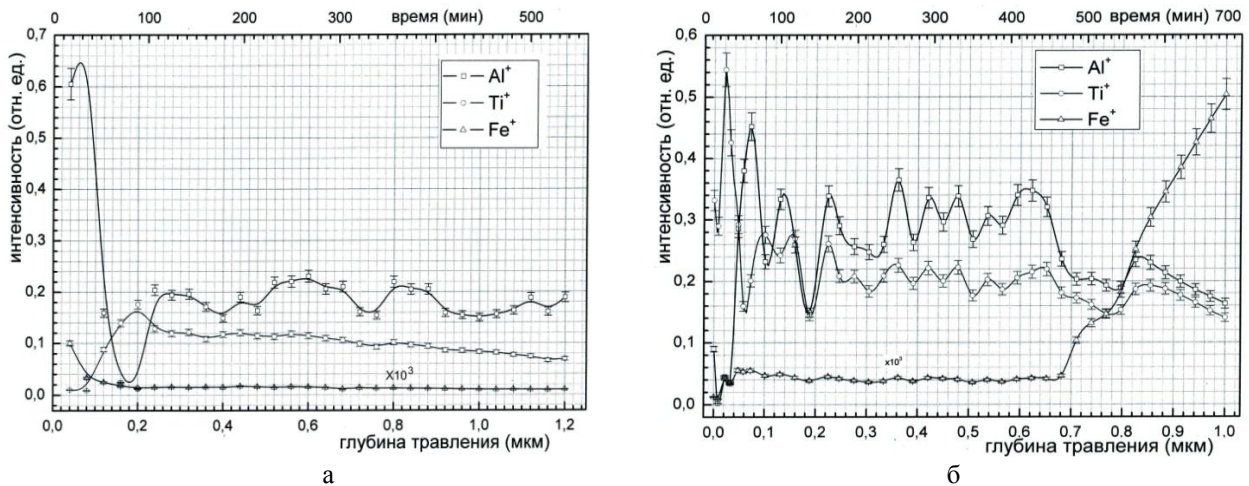 0 100 200 300 время (мин) 500
0,7
0,6
0,5
0,4
0,3
0,2
0,1
0,0
интенсивность (отн. ед.)
Al⁺
Ti⁺
Fe⁺
X10³
0,0 0,2 0,4 0,6 0,8 1,0 1,2
глубина травления (мкм)
а
0 100 200 300 400 500 время (мин) 700
0,6
0,5
0,4
0,3
0,2
0,1
0,0
интенсивность (отн. ед.)
Al⁺
Ti⁺
Fe⁺
x10³
0,0 0,1 0,2 0,3 0,4 0,5 0,6 0,7 0,8 0,9 1,0
глубина травления (мкм)
б